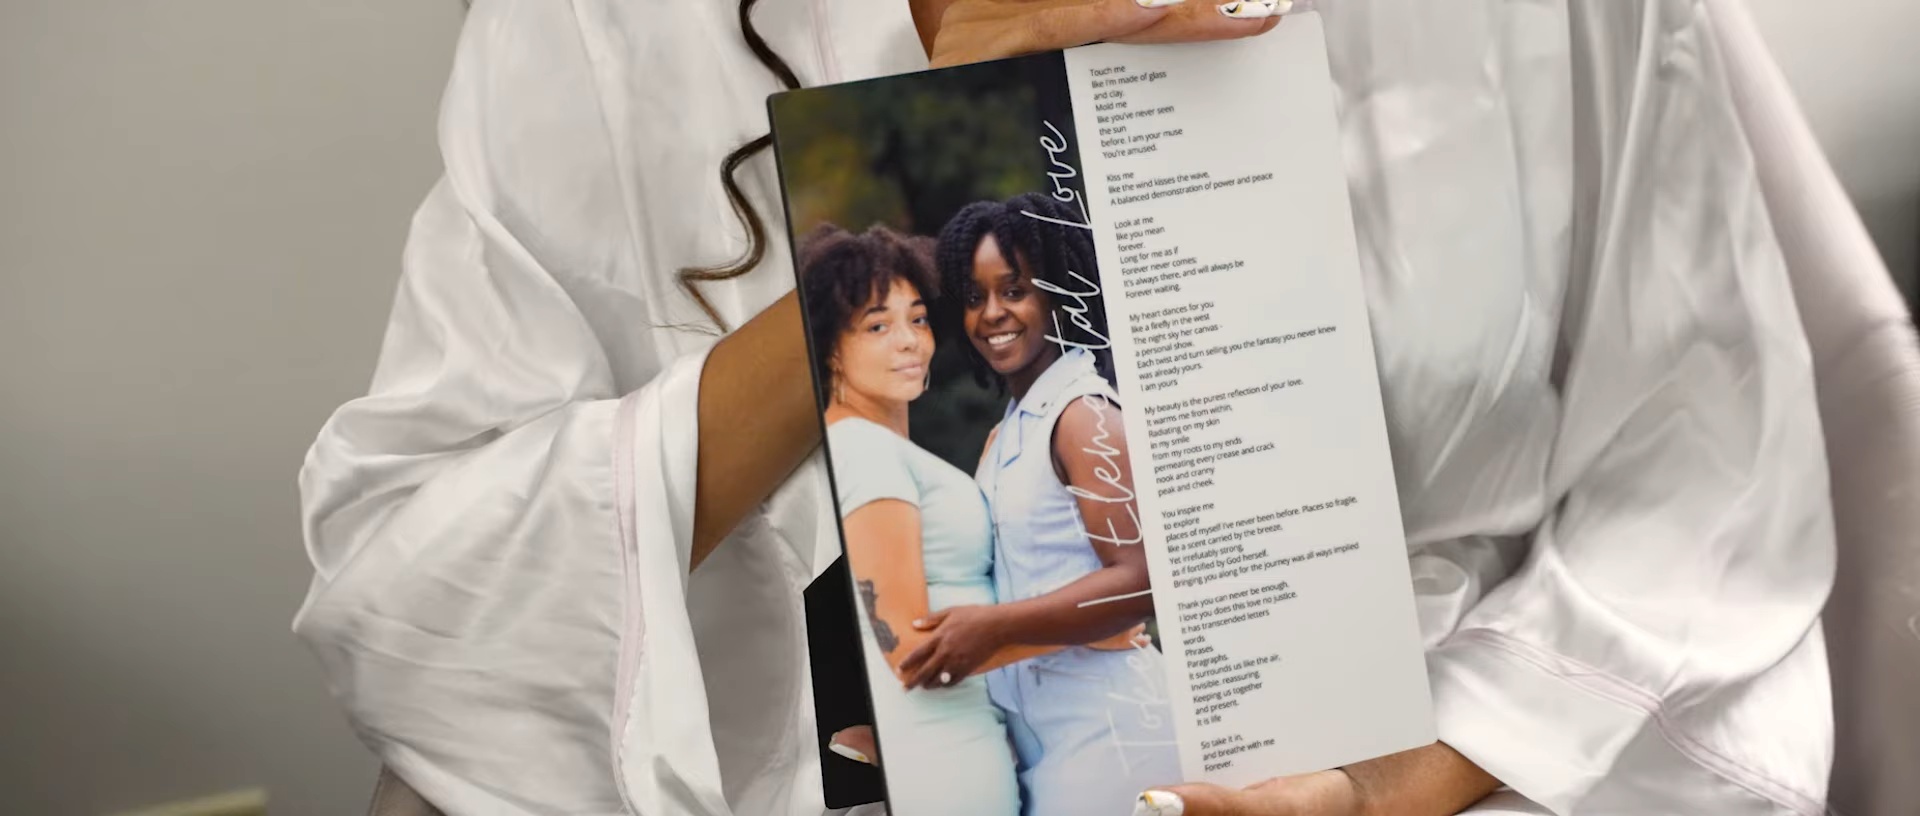 Token
Elemental Love
Touch me
like I'm made of glass
and clay.
Mold me
like you've never seen
the sun
before. I am your muse
You're amused.
Kiss me
like the wind kisses the wave,
A balanced demonstration of power and peace
Look at me
like you mean
forever.
Long for me as if
Forever never comes;
It's always there, and will always be
Forever waiting.
My heart dances for you
like a firefly in the west
The night sky her canvas -
a personal show.
Each twist and turn selling you the fantasy you never knew
was already yours.
I am yours
My beauty is the purest reflection of your love.
It warms me from within,
Radiating on my skin
in my smile
from my roots to my ends
permeating every crease and crack
nook and cranny
peak and cheek.
You inspire me
to explore
places of myself I've never been before. Places so fragile,
like a scent carried by the breeze,
Yet irrefutably strong,
as if fortified by God herself.
Bringing you along for the journey was all ways implied
Thank you can never be enough.
I love you does this love no justice.
It has transcended letters
words
Phrases
Paragraphs.
It surrounds us like the air,
Invisible, reassuring,
Keeping us together
and present.
It is life
So take it in,
and breathe with me
Forever.